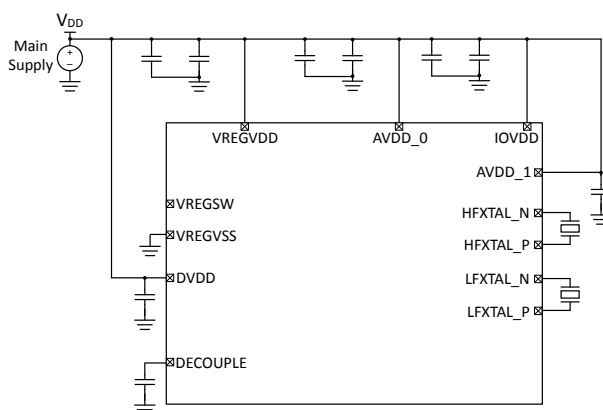 VDD
Main
Supply
+
–
VREGVDD
AVDD_0
IOVDD
AVDD_1
VREGSW
HFXTAL_N
VREGVSS
HFXTAL_P
DVDD
LFXTAL_N
LFXTAL_P
DECOUPLE